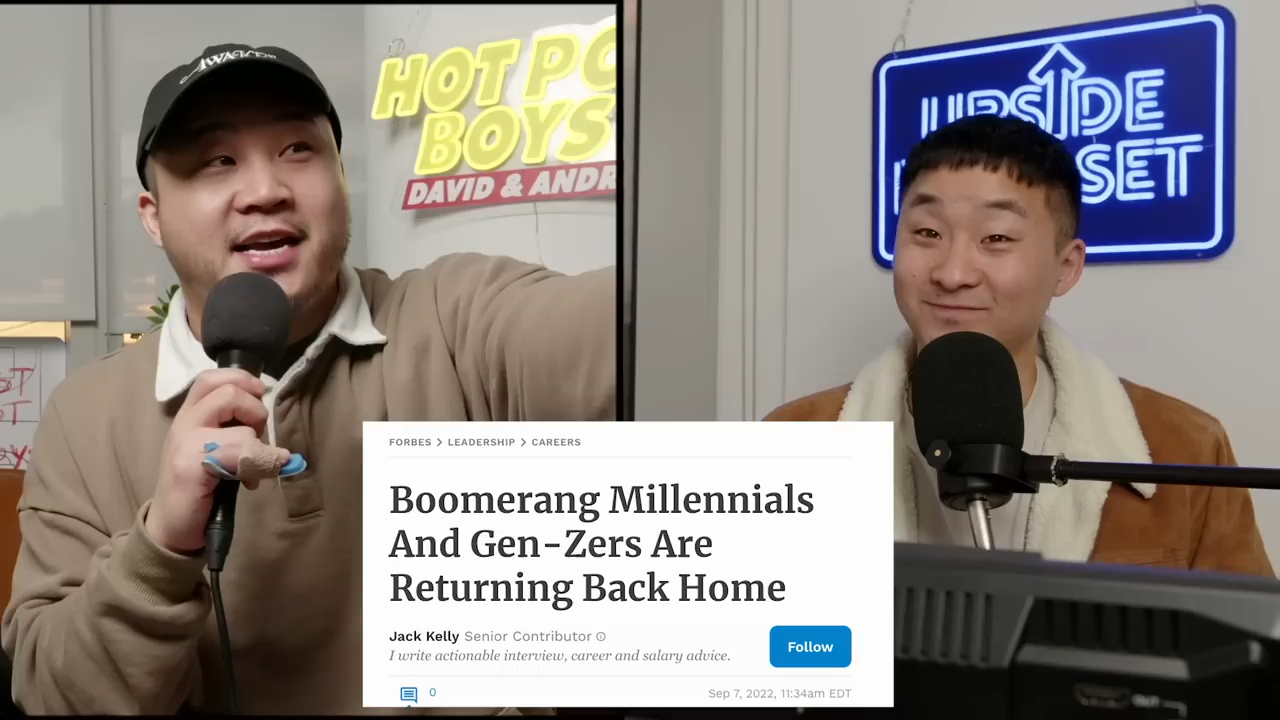 AWAKE
HOT PO
BOYS
DAVID & ANDR
UPSIDE
SET
FORBES > LEADERSHIP > CAREERS
Boomerang Millennials
And Gen-Zers Are
Returning Back Home
Jack Kelly Senior Contributor
I write actionable interview, career and salary advice.
Follow
0
Sep 7, 2022, 11:34am EDT